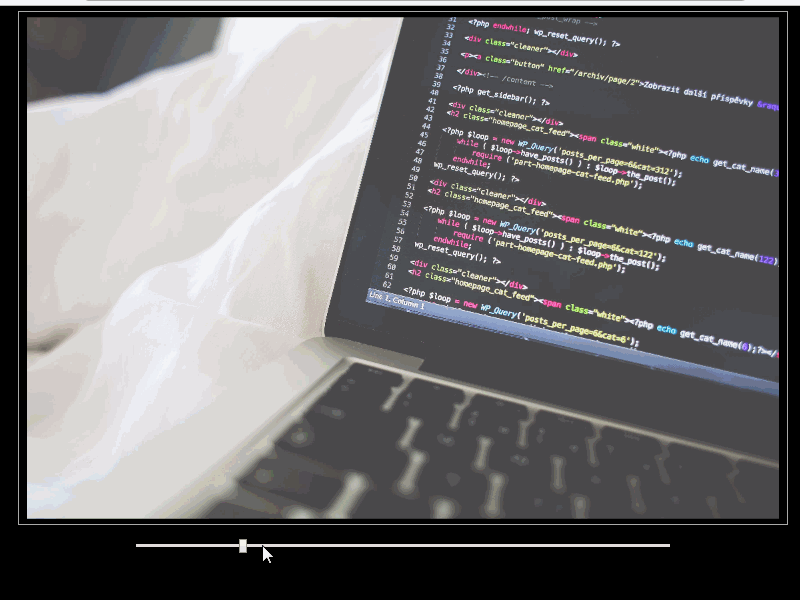 31
32 <?php endwhile; wp_reset_query(); ?>
33
34 <div class="cleaner"></div>
35
36 <p><a class="button" href="/archiv/page/2">Zobrazit další příspěvky &raqu
37
38 </div><!-- /content -->
39
40 <?php get_sidebar(); ?>
41
42 <div class="cleaner"></div>
43 <h2 class="homepage_cat_feed"><span class="white"><?php echo get_cat_name(
44
45 <?php $loop = new WP_Query('posts_per_page=6&cat=312');
46 while ( $loop->have_posts() ) : $loop->the_post();
47 require ('part-homepage-cat-feed.php');
48 endwhile;
49 wp_reset_query(); ?>
50
51 <div class="cleaner"></div>
52 <h2 class="homepage_cat_feed"><span class="white"><?php echo get_cat_name(122)
53
54 <?php $loop = new WP_Query('posts_per_page=6&cat=122');
55 while ( $loop->have_posts() ) : $loop->the_post();
56 require ('part-homepage-cat-feed.php');
57 endwhile;
58 wp_reset_query(); ?>
59
60 <div class="cleaner"></div>
61 <h2 class="homepage_cat_feed"><span class="white"><?php echo get_cat_name(6);?></
62
<?php $loop = new WP_Query('posts_per_page=6&cat=6');
Line 1, Column 1